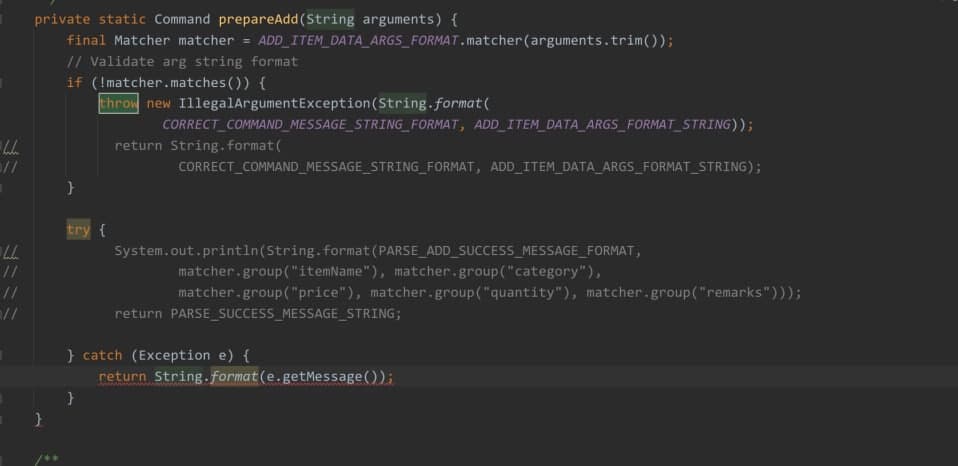 private static Command prepareAdd(String arguments) {
final Matcher matcher = ADD_ITEM_DATA_ARGS_FORMAT.matcher(arguments.trim());
// Validate arg string format
if (!matcher.matches()) {
throw new IllegalArgumentException(String.format(
CORRECT_COMMAND_MESSAGE_STRING_FORMAT, ADD_ITEM_DATA_ARGS_FORMAT_STRING));
// return String.format(
// CORRECT_COMMAND_MESSAGE_STRING_FORMAT, ADD_ITEM_DATA_ARGS_FORMAT_STRING);
}
try {
// System.out.println(String.format(PARSE_ADD_SUCCESS_MESSAGE_FORMAT,
// matcher.group("itemName"), matcher.group("category"),
// matcher.group("price"), matcher.group("quantity"), matcher.group("remarks")));
// return PARSE_SUCCESS_MESSAGE_STRING;
} catch (Exception e) {
return String.format(e.getMessage());
}
}
/**